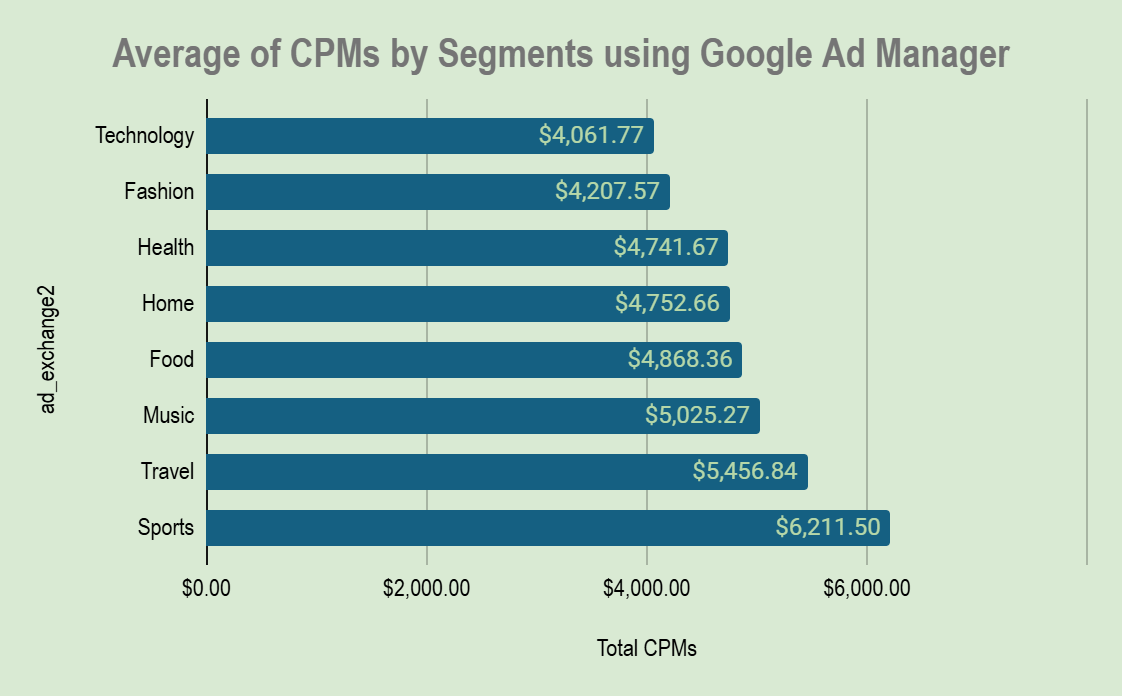 Average of CPMs by Segments using Google Ad Manager
ad_exchange2
Technology $4,061.77
Fashion $4,207.57
Health $4,741.67
Home $4,752.66
Food $4,868.36
Music $5,025.27
Travel $5,456.84
Sports $6,211.50
$0.00 $2,000.00 $4,000.00 $6,000.00
Total CPMs